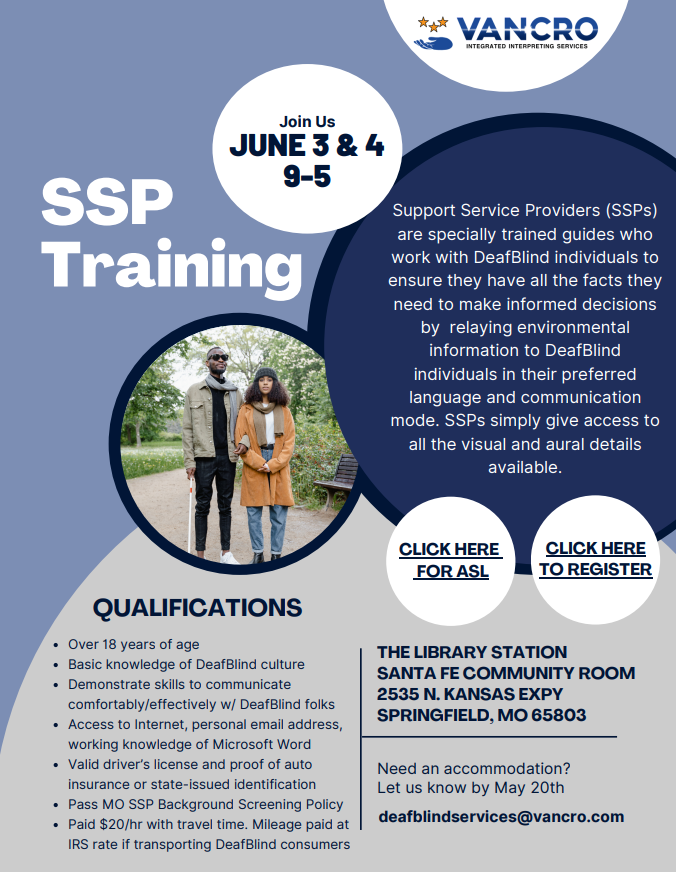 VANCRO
INTEGRATED INTERPRETING SERVICES
Join Us
JUNE 3 & 4
9-5
SSP
Training
Support Service Providers (SSPs)
are specially trained guides who
work with DeafBlind individuals to
ensure they have all the facts they
need to make informed decisions
by relaying environmental
information to DeafBlind
individuals in their preferred
language and communication
mode. SSPs simply give access to
all the visual and aural details
available.
CLICK HERE
FOR ASL
CLICK HERE
TO REGISTER
QUALIFICATIONS
• Over 18 years of age
• Basic knowledge of DeafBlind culture
• Demonstrate skills to communicate
comfortably/effectively w/ DeafBlind folks
• Access to Internet, personal email address,
working knowledge of Microsoft Word
• Valid driver's license and proof of auto
insurance or state-issued identification
• Pass MO SSP Background Screening Policy
• Paid $20/hr with travel time. Mileage paid at
IRS rate if transporting DeafBlind consumers
THE LIBRARY STATION
SANTA FE COMMUNITY ROOM
2535 N. KANSAS EXPY
SPRINGFIELD, MO 65803
Need an accommodation?
Let us know by May 20th
deafblindservices@vancro.com